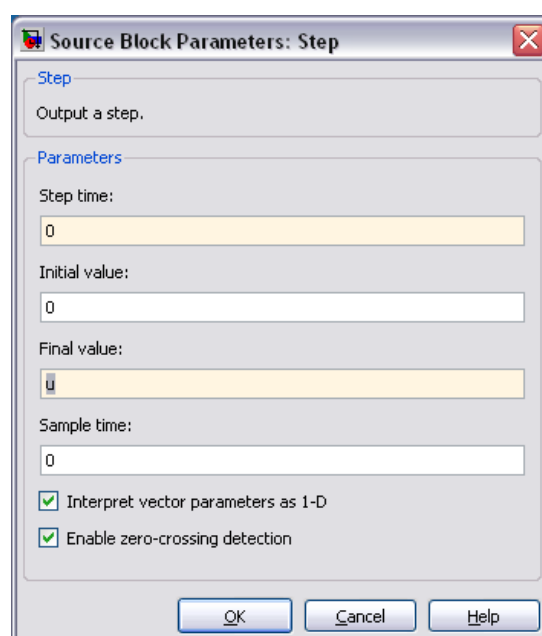 Source Block Parameters: Step
Step
Output a step.
Parameters
Step time:
0
Initial value:
0
Final value:
u
Sample time:
0
Interpret vector parameters as 1-D
Enable zero-crossing detection
OK Cancel Help